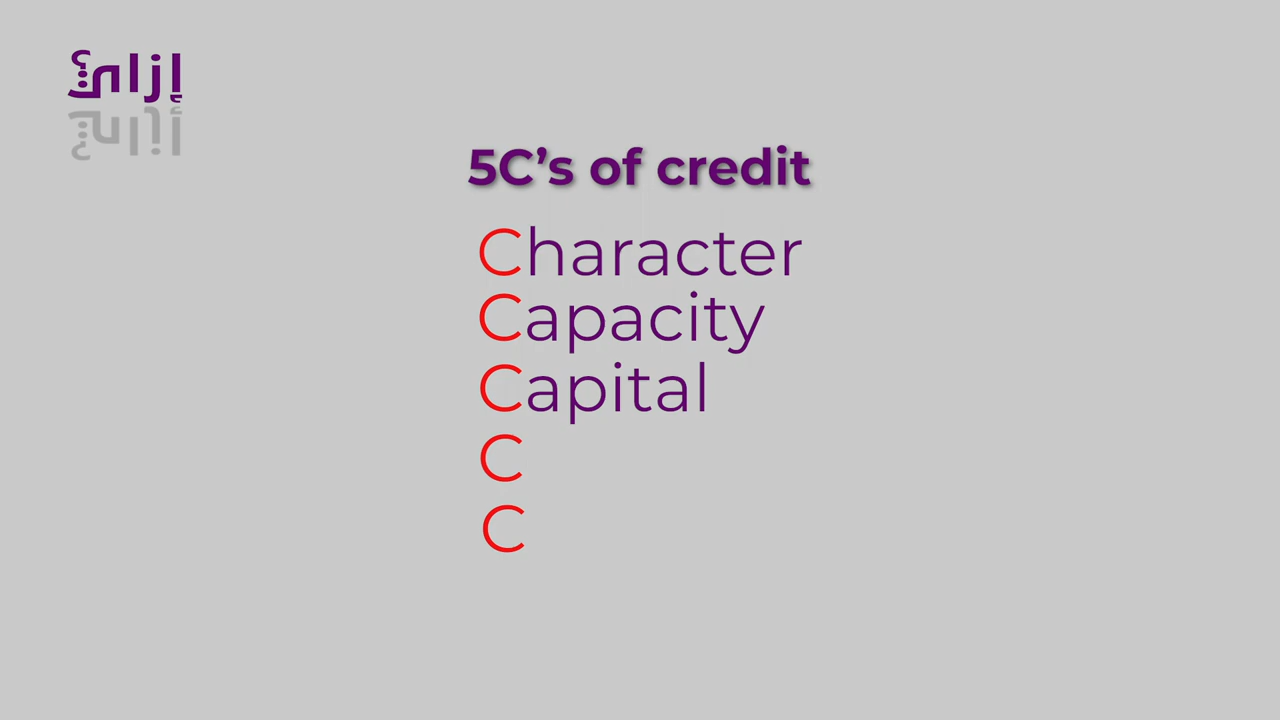 إزاي؟
5C’s of credit
Character
Capacity
Capital
C
C